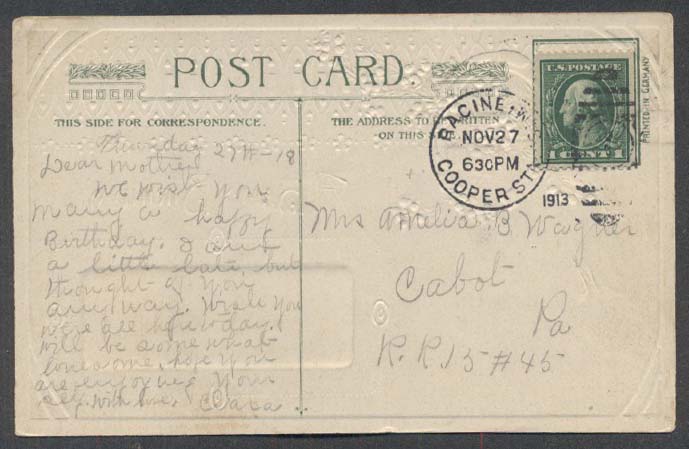 POST CARD.
THIS SIDE FOR CORRESPONDENCE.
THE ADDRESS TO BE WRITTEN
ON THIS SIDE
U.S. POSTAGE
1 CENT 1
PRINTED IN GERMANY
RACINE, WIS.
NOV 27
630 PM
COOPER STA.
1913
Thursday 27th-13
Dear Mother
We wish you
many a happy
Birthday. I am
a little late, but
thought of you
anyway. Wish you
were all here today.
will be somewhat
lonesome, hope you
are enjoying your
self. With love, Clara
Mrs Amelia B Wagner
Cabot
Pa
R.R. 15 #45